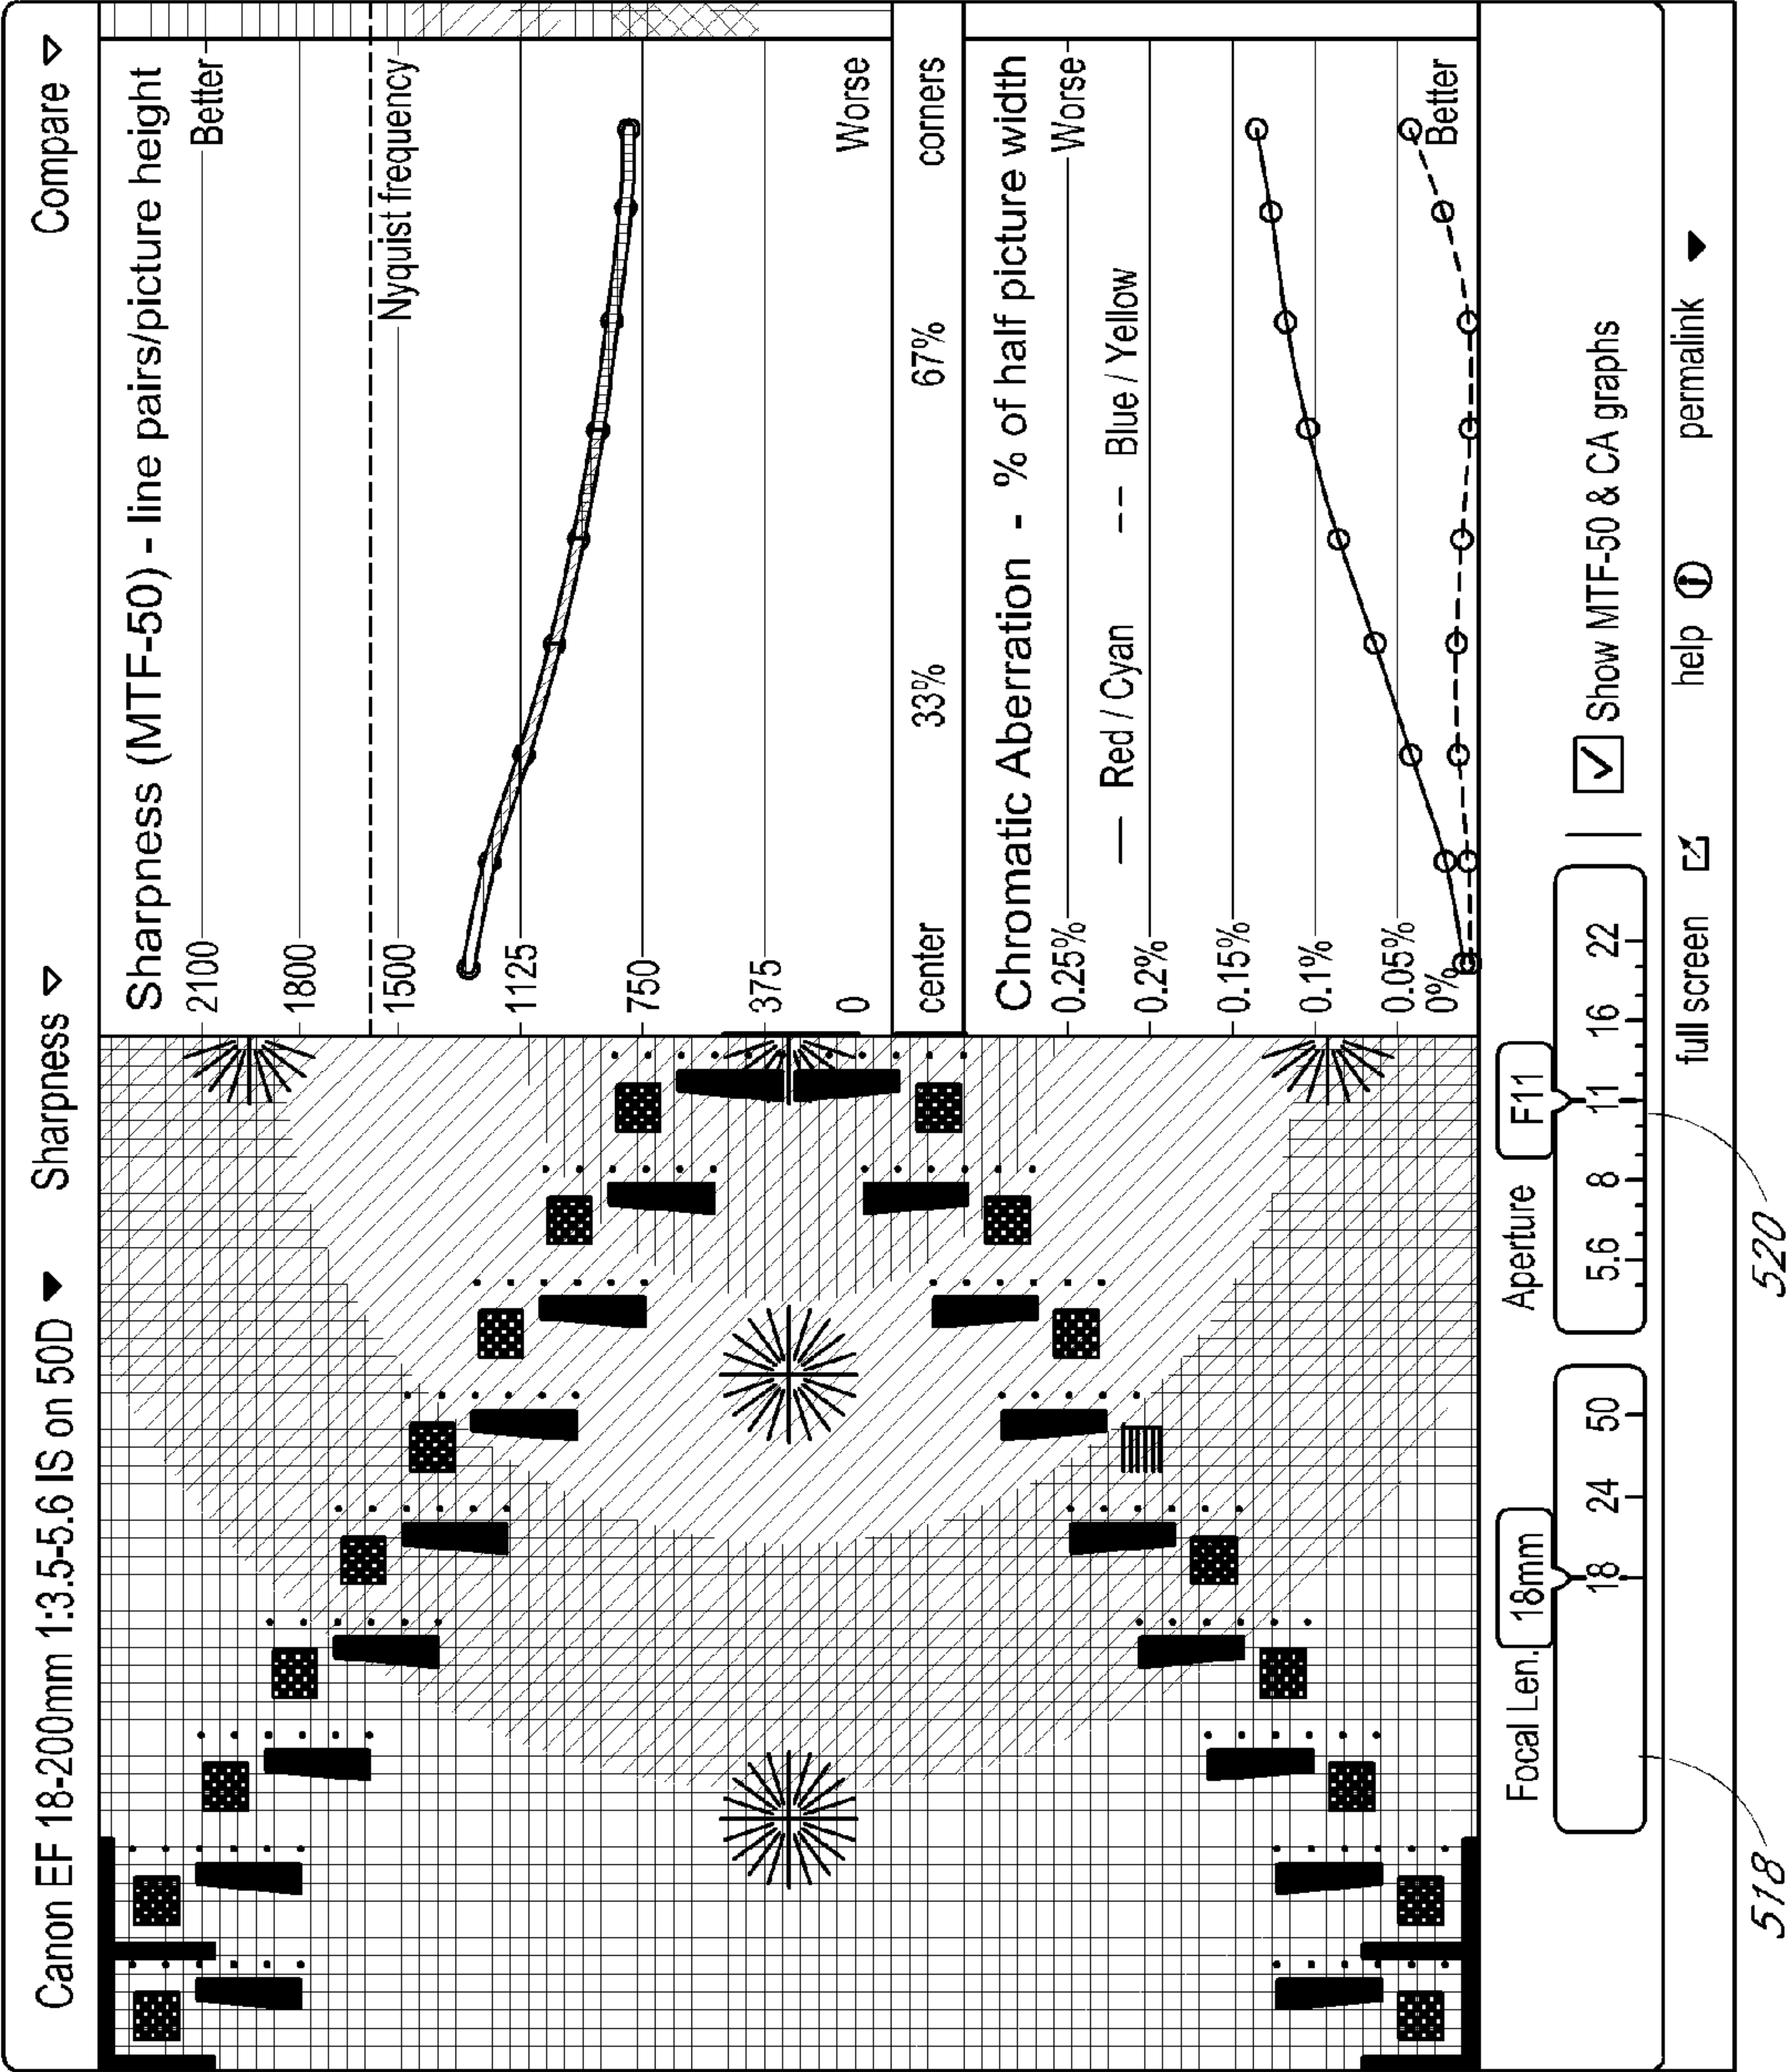 Canon EF 18-200mm 1:3.5-5.6 IS on 50D
Sharpness
Compare
Sharpness (MTF-50) - line pairs/picture height
2100
Better
1800
Nyquist frequency
1500
1125
750
375
0
Worse
center
33%
67%
corners
Chromatic Aberration - % of half picture width
0.25%
Worse
0.2%
Red / Cyan
Blue / Yellow
0.15%
0.1%
0.05%
0%
Better
Focal Len.
18mm
18 24 50
Aperture
F11
5.6 8 11 16 22
Show MTF-50 & CA graphs
full screen
help
permalink
518
520